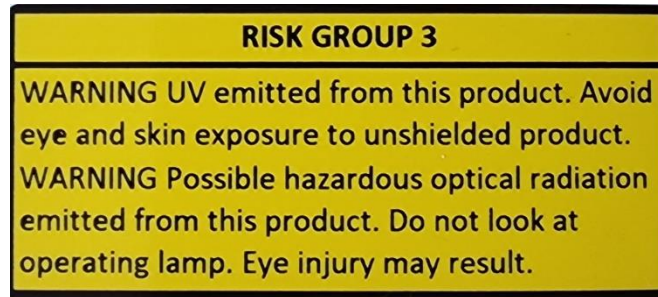 RISK GROUP 3
WARNING UV emitted from this product. Avoid
eye and skin exposure to unshielded product.
WARNING Possible hazardous optical radiation
emitted from this product. Do not look at
operating lamp. Eye injury may result.